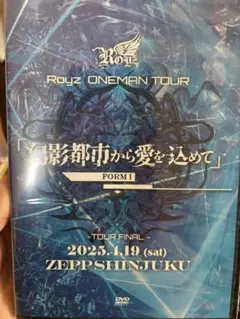 Royz
Royz ONEMAN TOUR
影都市から愛を込めて」
FORM I
-TOUR FINAL-
2025.4.19 (sat)
ZEPP SHINJUKU
DVD